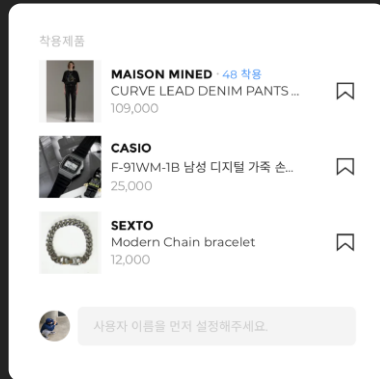 착용제품
MAISON MINED · 48 착용
CURVE LEAD DENIM PANTS ...
109,000
CASIO
F-91WM-1B 남성 디지털 가죽 손...
25,000
SEXTO
Modern Chain bracelet
12,000
사용자 이름을 먼저 설정해주세요.